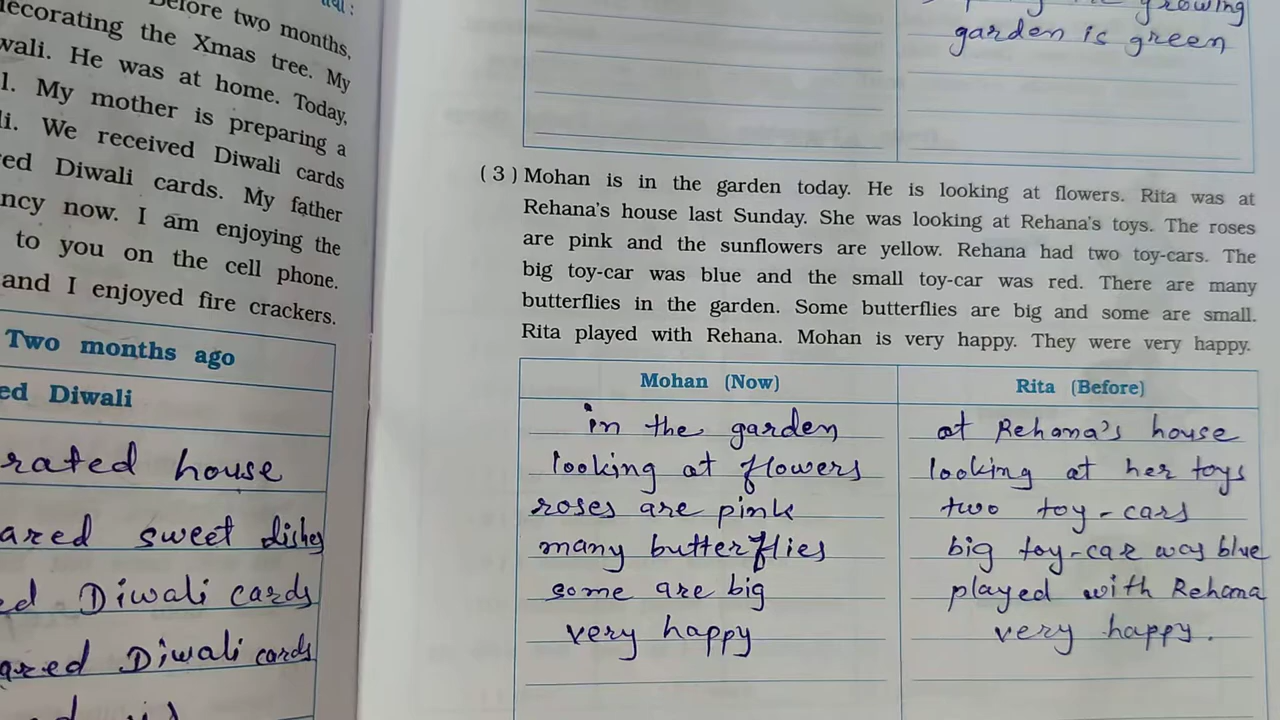 Before two months,
decorating the Xmas tree. My
He was at home. Today,
My mother is preparing a
We received Diwali cards
Diwali cards. My father
now. I am enjoying the
to you on the cell phone.
and I enjoyed fire crackers.
Two months ago
Diwali
house
sweet dishes
Diwali cards
Diwali cards
growing
garden is green
(3) Mohan is in the garden today. He is looking at flowers. Rita was at
Rehana's house last Sunday. She was looking at Rehana's toys. The roses
are pink and the sunflowers are yellow. Rehana had two toy-cars. The
big toy-car was blue and the small toy-car was red. There are many
butterflies in the garden. Some butterflies are big and some are small.
Rita played with Rehana. Mohan is very happy. They were very happy.
Mohan (Now)
in the garden
looking at flowers
roses are pink
many butterflies
some are big
very happy
Rita (Before)
at Rehana's house
looking at her toys
two toy-cars
big toy-car was blue
played with Rehana
very happy.